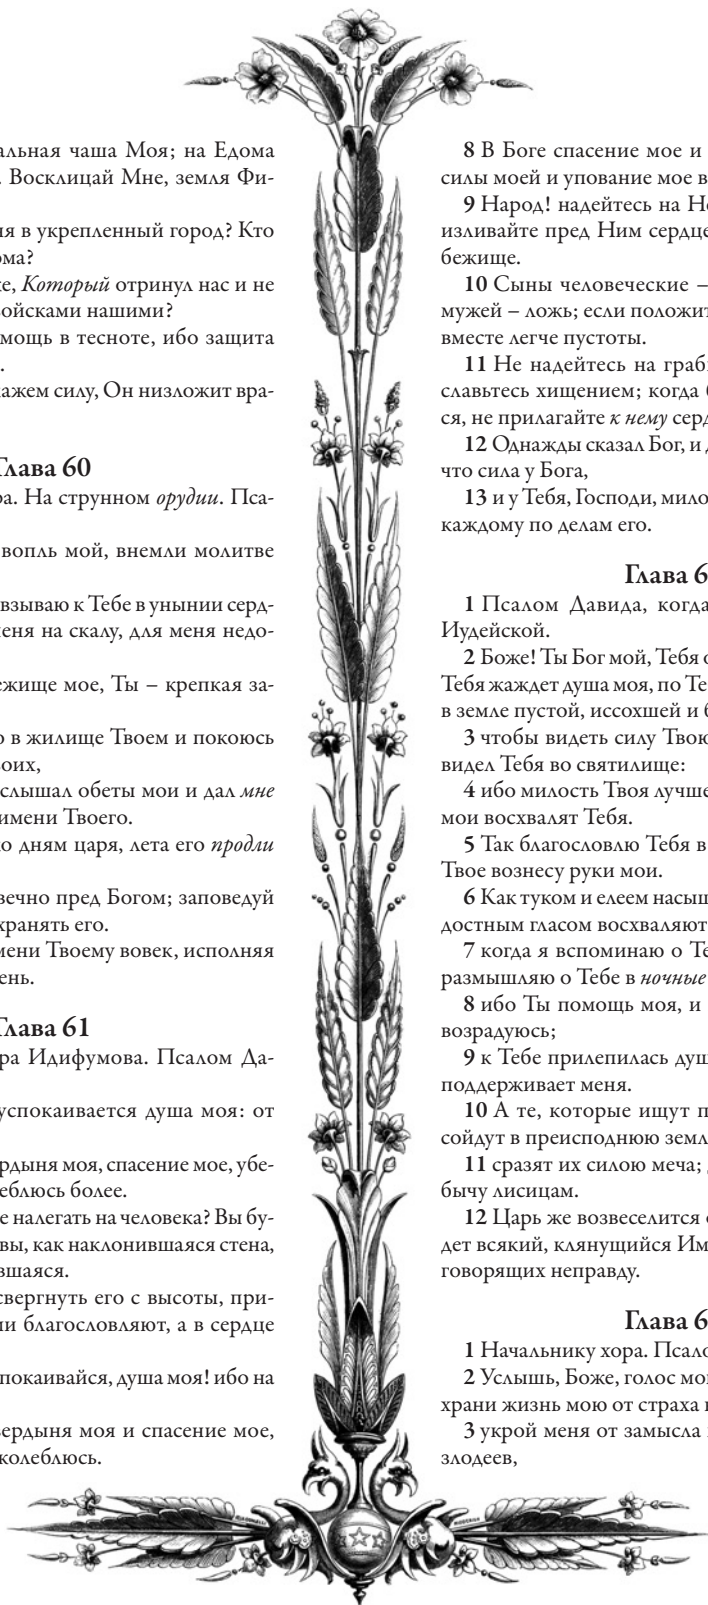 альная чаша Моя; на Едома
Восклицай Мне, земля Фи-
я в укрепленный город? Кто
ома?
е, Который отринул нас и не
войсками нашими?
мощь в тесноте, ибо защита
ажем силу, Он низложит вра-
Глава 60
ра. На струнном орудии. Пса-
вопль мой, внемли молитве
взываю к Тебе в унынии серд-
меня на скалу, для меня недо-
ежище мое, Ты – крепкая за-
о в жилище Твоем и покоюсь
воих,
слышал обеты мои и дал мне
имени Твоего.
о дням царя, лета его продли
вечно пред Богом; заповедуй
хранять его.
мени Твоему вовек, исполняя
ень.
Глава 61
ра Идифумова. Псалом Да-
успокаивается душа моя: от
ердыня моя, спасение мое, убе-
еблюсь более.
е налегать на человека? Вы бу-
вы, как наклонившаяся стена,
вшаяся.
свергнуть его с высоты, при-
ми благословляют, а в сердце
покаивайся, душа моя! ибо на
ердыня моя и спасение мое,
колеблюсь.
8 В Боге спасение мое и
силы моей и упование мое в
9 Народ! надейтесь на Не
изливайте пред Ним сердце
бежище.
10 Сыны человеческие –
мужей – ложь; если положит
вместе легче пустоты.
11 Не надейтесь на граб
славьтесь хищением; когда
ся, не прилагайте к нему серд
12 Однажды сказал Бог, и
что сила у Бога,
13 и у Тебя, Господи, мило
каждому по делам его.
Глава 6
1 Псалом Давида, когда
Иудейской.
2 Боже! Ты Бог мой, Тебя
Тебя жаждет душа моя, по Те
в земле пустой, иссохшей и
3 чтобы видеть силу Твою
видел Тебя во святилище:
4 ибо милость Твоя лучше
мои восхвалят Тебя.
5 Так благословлю Тебя в
Твое вознесу руки мои.
6 Как туком и елеем насыщ
достным гласом восхваляют
7 когда я вспоминаю о Те
размышляю о Тебе в ночные
8 ибо Ты помощь моя, и
возрадуюсь;
9 к Тебе прилепилась душ
поддерживает меня.
10 А те, которые ищут п
сойдут в преисподнюю земл
11 сразят их силою меча;
бычу лисицам.
12 Царь же возвеселится
дет всякий, клянущийся Им
говорящих неправду.
Глава 6
1 Начальнику хора. Псало
2 Услышь, Боже, голос мо
храни жизнь мою от страха
3 укрой меня от замысла
злодеев,